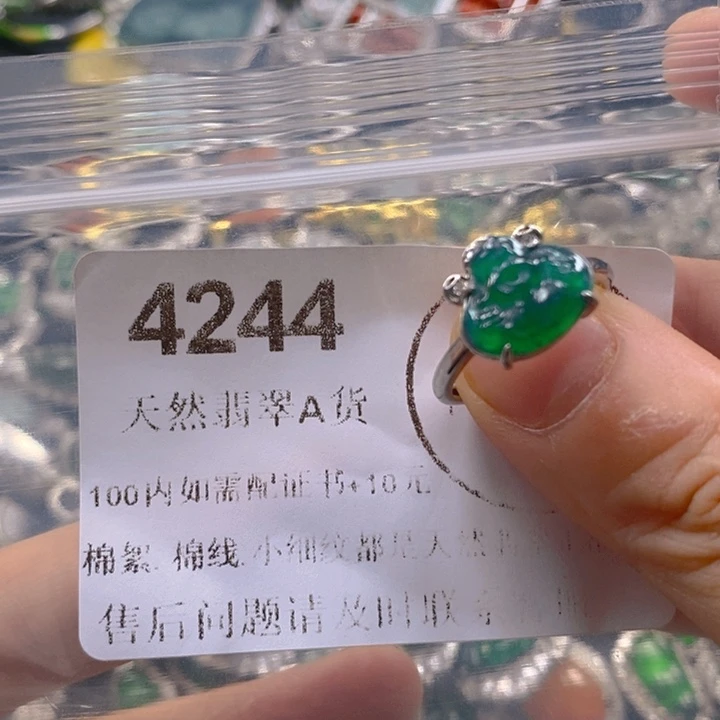 4244
天然翡翠A货
100内如需配证书+10元
棉絮 棉线 小细纹都是天然
售后问题请及时联系